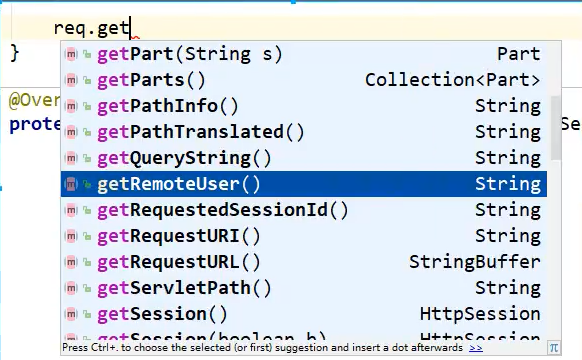 req.get
getPart(String s) Part
}
getParts() Collection<Part>
@Over
getPathInfo() String
prote
getPathTranslated() String
Se
getQueryString() String
getRemoteUser() String
getRequestedSessionId() String
getRequestURI() String
getRequestURL() StringBuffer
getServletPath() String
getSession() HttpSession
getSession(boolean b) HttpSession
Press Ctrl+. to choose the selected (or first) suggestion and insert a dot afterwards >>
π